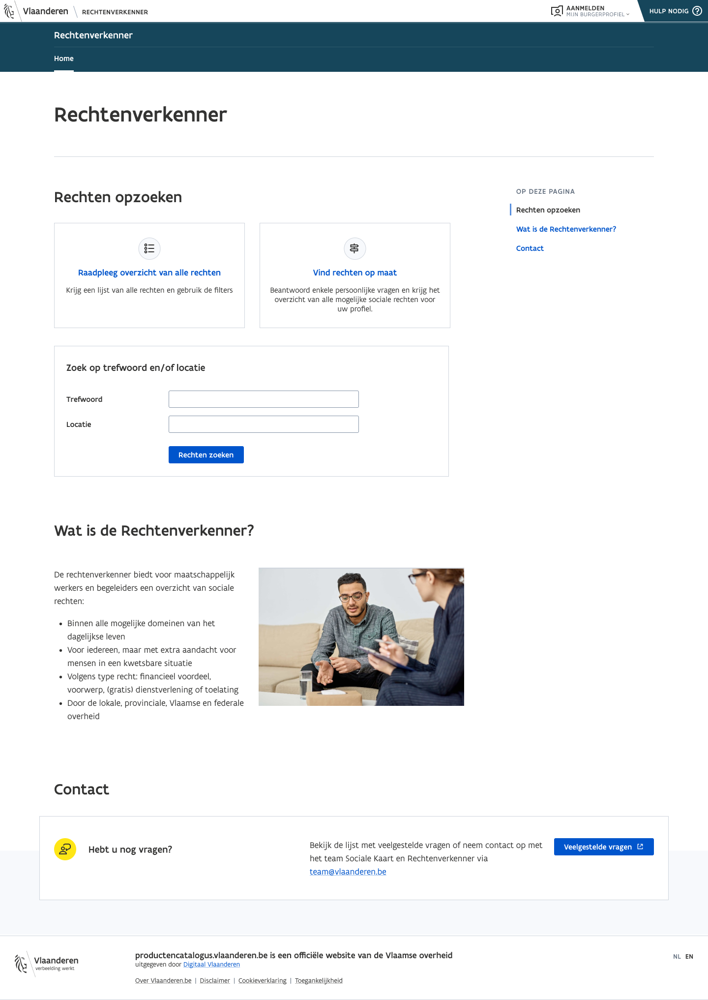 Vlaanderen
RECHTENVERKENNER
AANMELDEN
MIJN BURGERPROFIEL
HULP NODIG
Rechtenverkenner
Home
Rechtenverkenner
Rechten opzoeken
Raadpleeg overzicht van alle rechten
Krijg een lijst van alle rechten en gebruik de filters
Vind rechten op maat
Beantwoord enkele persoonlijke vragen en krijg het
overzicht van alle mogelijke sociale rechten voor
uw profiel.
OP DEZE PAGINA
Rechten opzoeken
Wat is de Rechtenverkenner?
Contact
Zoek op trefwoord en/of locatie
Trefwoord
Locatie
Rechten zoeken
Wat is de Rechtenverkenner?
De rechtenverkenner biedt voor maatschappelijk
werkers en begeleiders een overzicht van sociale
rechten:
• Binnen alle mogelijke domeinen van het
dagelijkse leven
• Voor iedereen, maar met extra aandacht voor
mensen in een kwetsbare situatie
• Volgens type recht: financieel voordeel,
voorwerp, (gratis) dienstverlening of toelating
• Door de lokale, provinciale, Vlaamse en federale
overheid
Contact
Hebt u nog vragen?
Bekijk de lijst met veelgestelde vragen of neem contact op met
het team Sociale Kaart en Rechtenverkenner via
team@vlaanderen.be
Veelgestelde vragen
Vlaanderen
verbeelding werkt
productencatalogus.vlaanderen.be is een officiële website van de Vlaamse overheid
uitgegeven door Digitaal Vlaanderen
Over Vlaanderen.be | Disclaimer | Cookieverklaring | Toegankelijkheid
NL EN